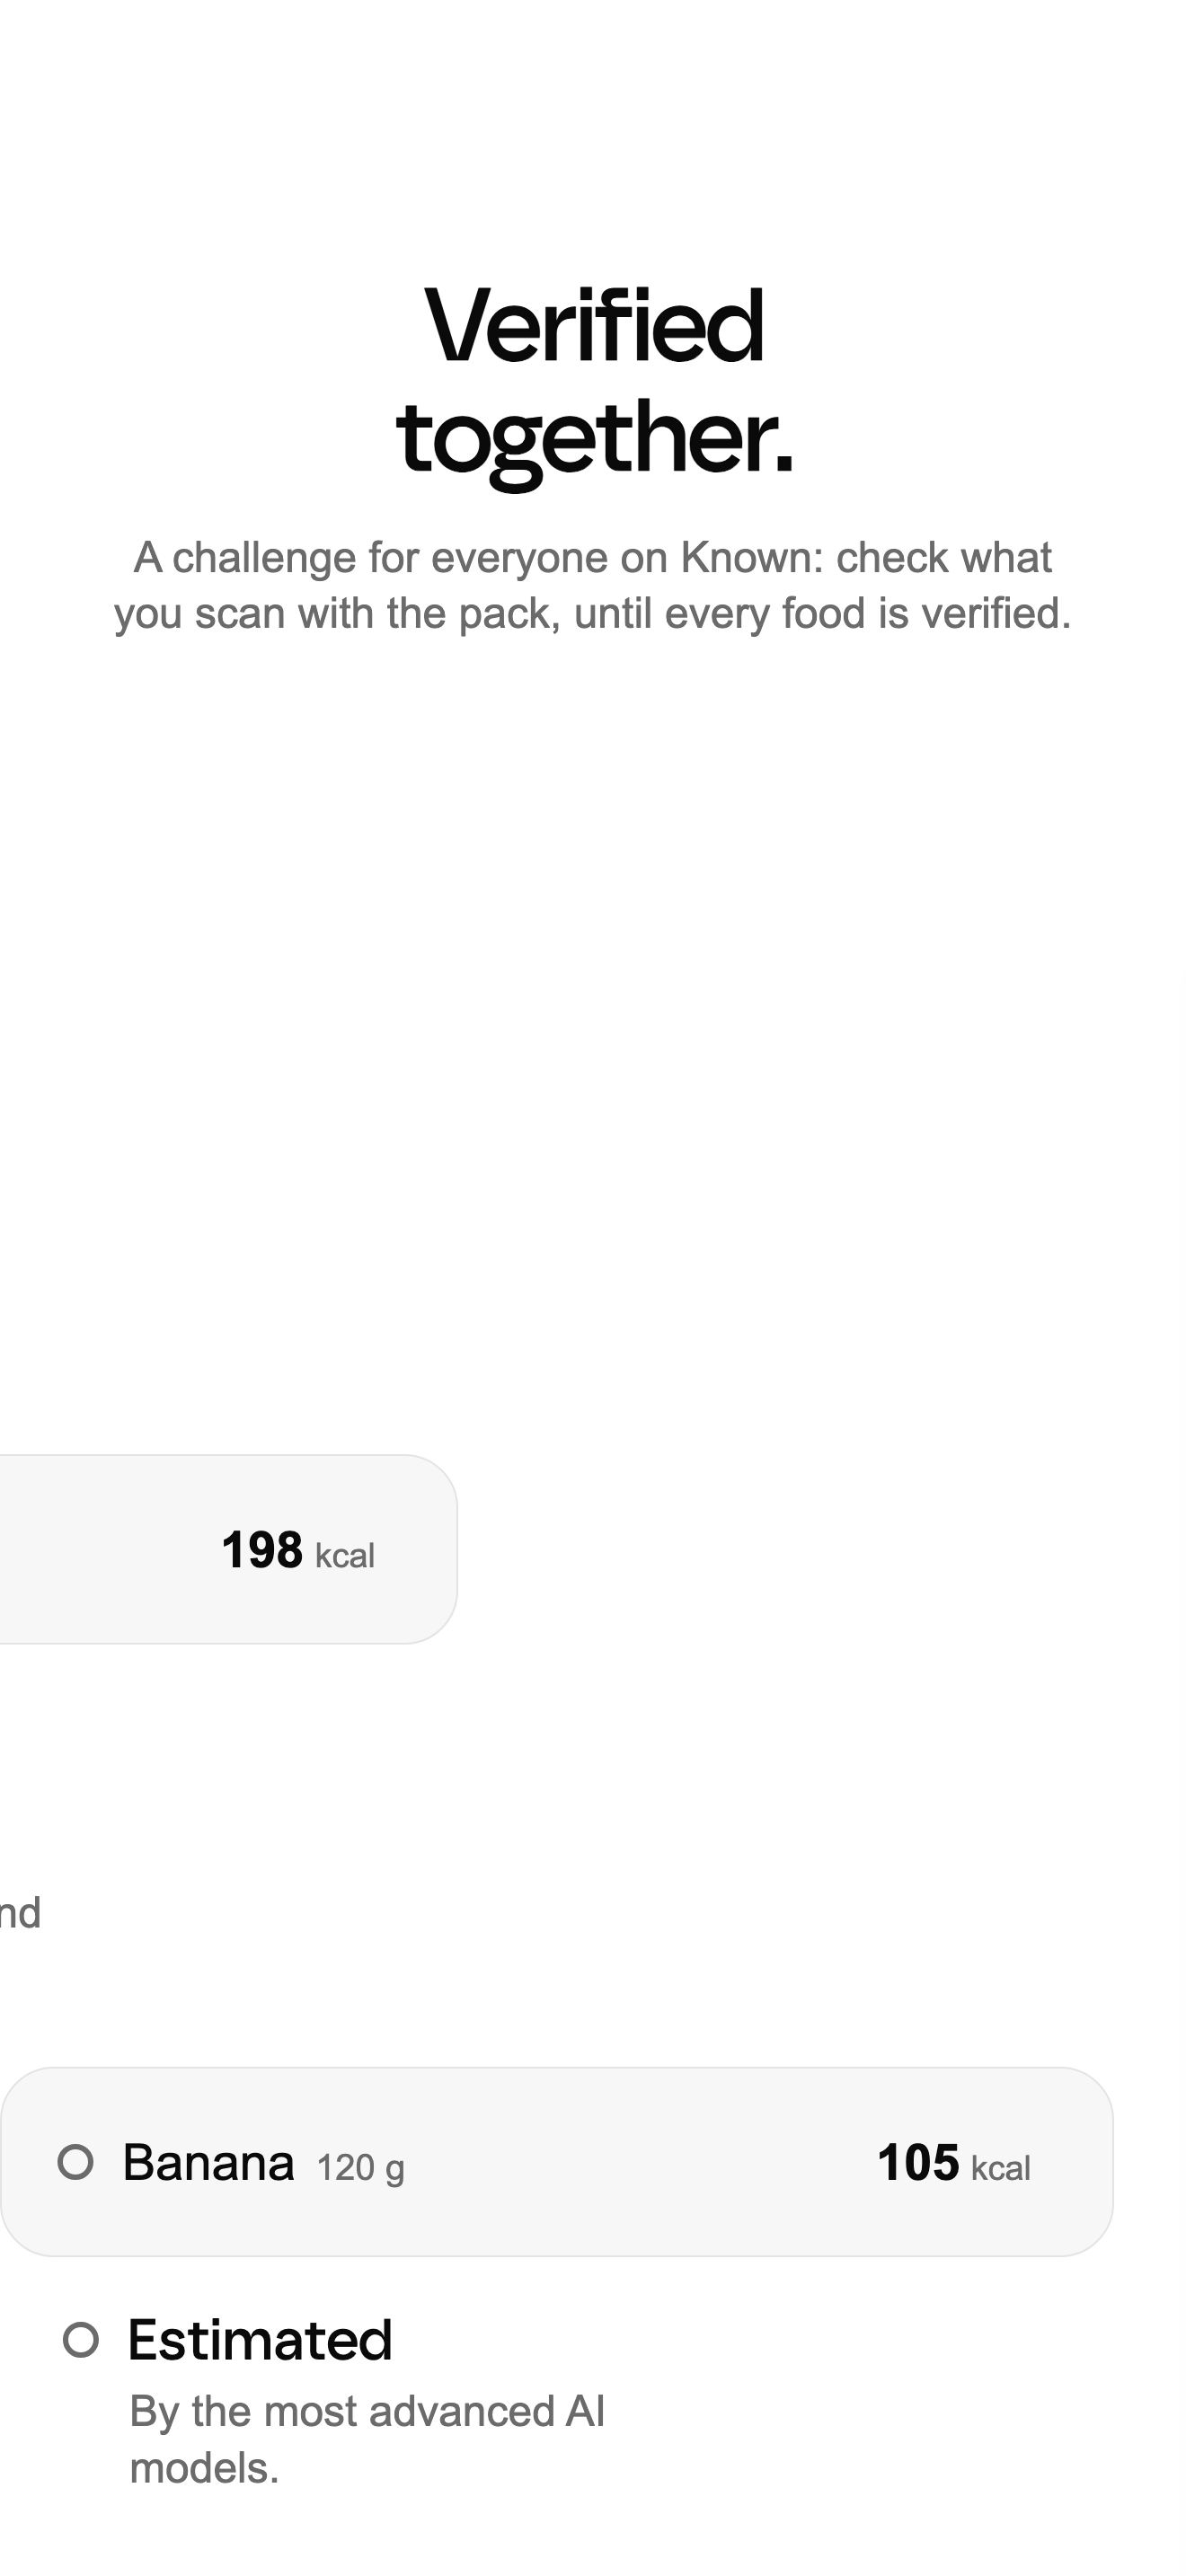 Verified
together.
A challenge for everyone on Known: check what
you scan with the pack, until every food is verified.
198 kcal
nd
Banana 120 g 105 kcal
Estimated
By the most advanced AI
models.